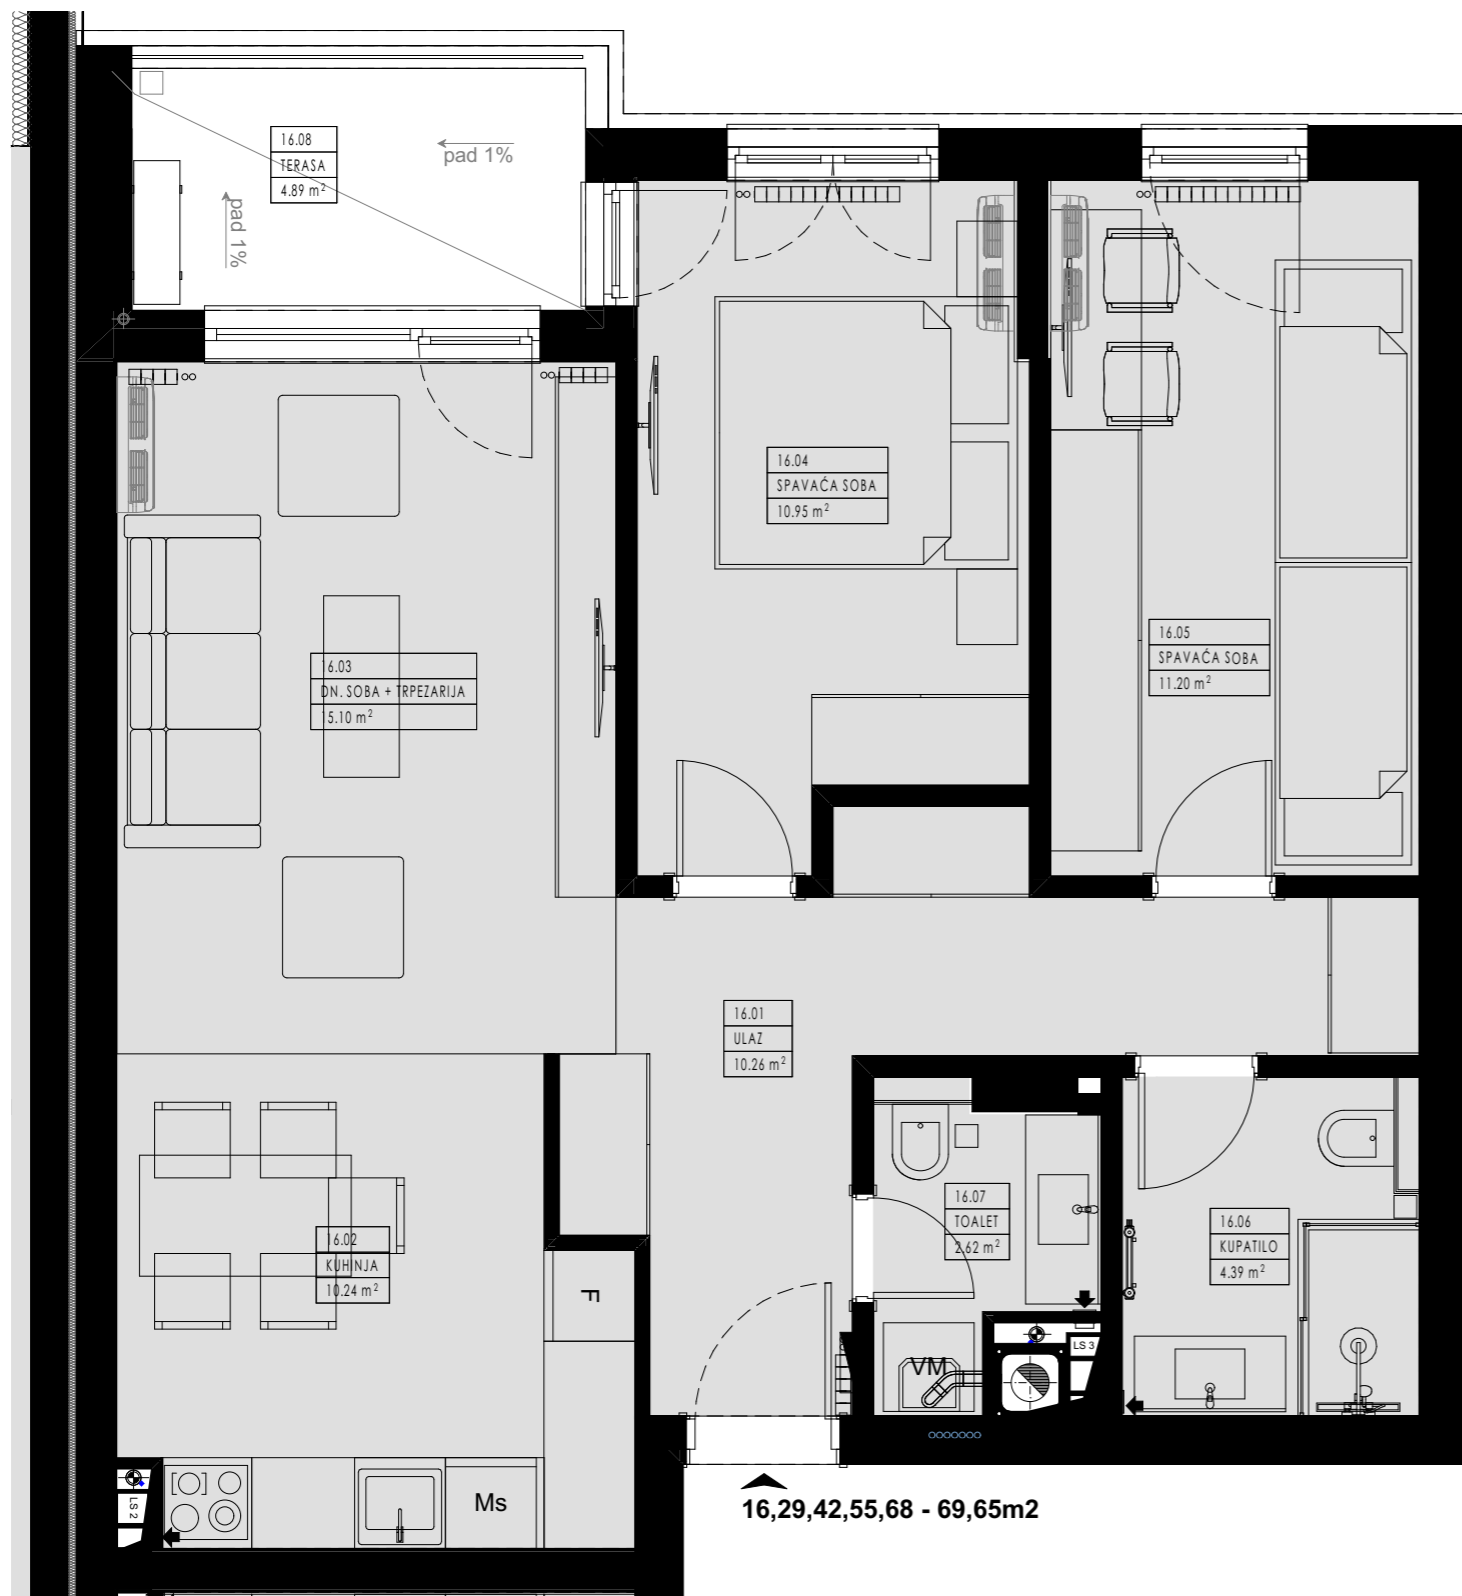 16.08
TERASA
4.89 m²
pad 1%
pad 1%
16.04
SPAVAĆA SOBA
10.95 m²
16.05
SPAVAĆA SOBA
11.20 m²
16.03
DN. SOBA + TRPEZARIJA
15.10 m²
16.01
ULAZ
10.26 m²
16.07
TOALET
2.62 m²
16.06
KUPATILO
4.39 m²
16.02
KUHINJA
10.24 m²
F
LS 3
VM
Ms
LS 2
16,29,42,55,68 - 69,65m2